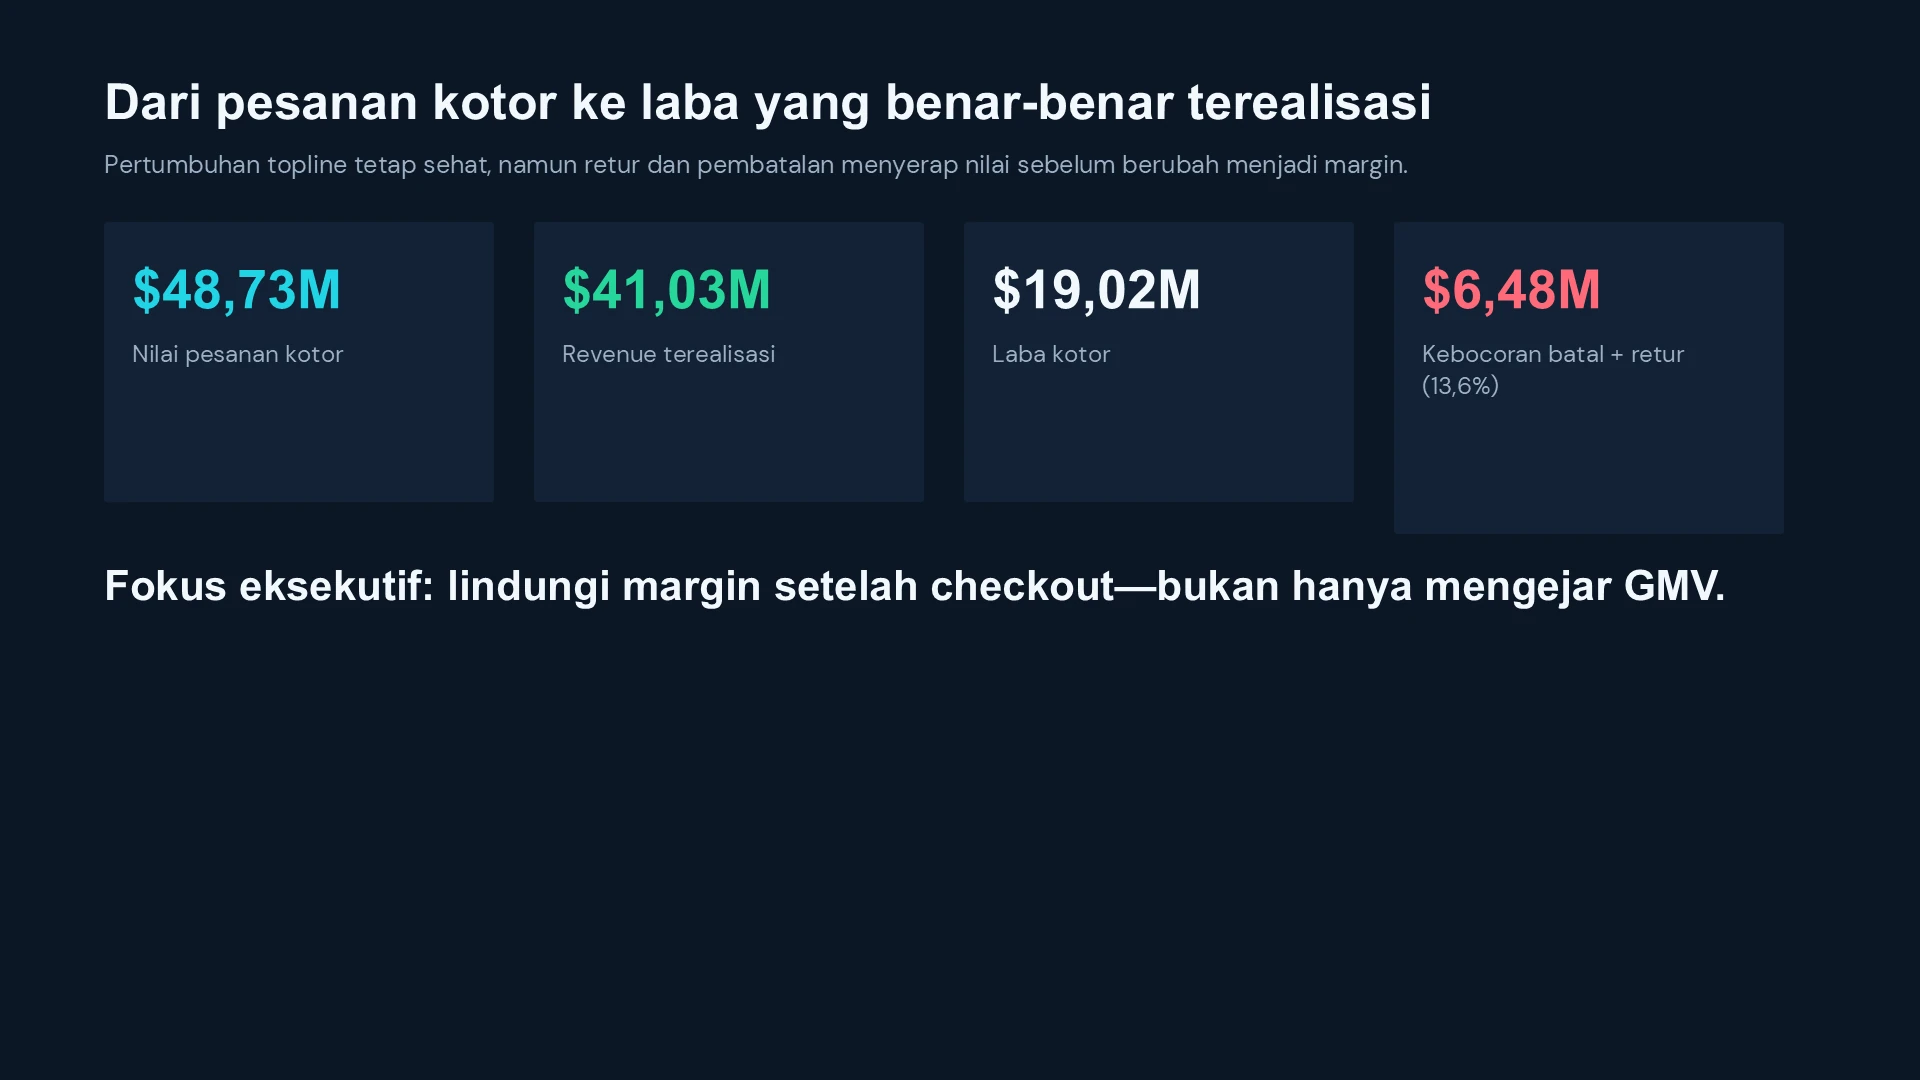 Dari pesanan kotor ke laba yang benar-benar terealisasi
Pertumbuhan topline tetap sehat, namun retur dan pembatalan menyerap nilai sebelum berubah menjadi margin.
$48,73M
Nilai pesanan kotor
$41,03M
Revenue terealisasi
$19,02M
Laba kotor
$6,48M
Kebocoran batal + retur
(13,6%)
Fokus eksekutif: lindungi margin setelah checkout—bukan hanya mengejar GMV.